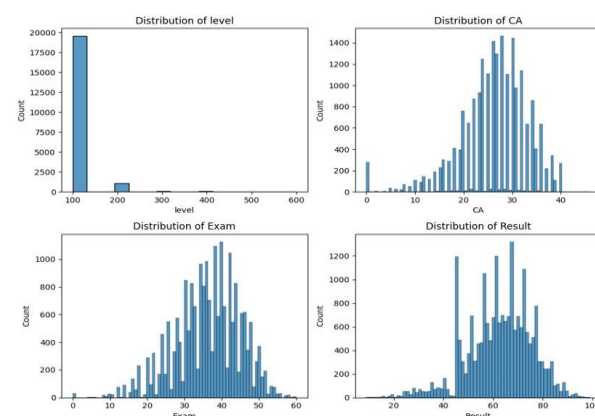 Distribution of level
20000
17500
15000
12500
10000
7500
5000
2500
0
Count
100 200 300 400 500 600
level
Distribution of CA
1400
1200
1000
800
600
400
200
0
Count
0 10 20 30 40
CA
Distribution of Exam
1000
800
600
400
200
0
Count
0 10 20 30 40 50 60
Exam
Distribution of Result
1200
1000
800
600
400
200
0
Count
20 40 60 80 100
Result